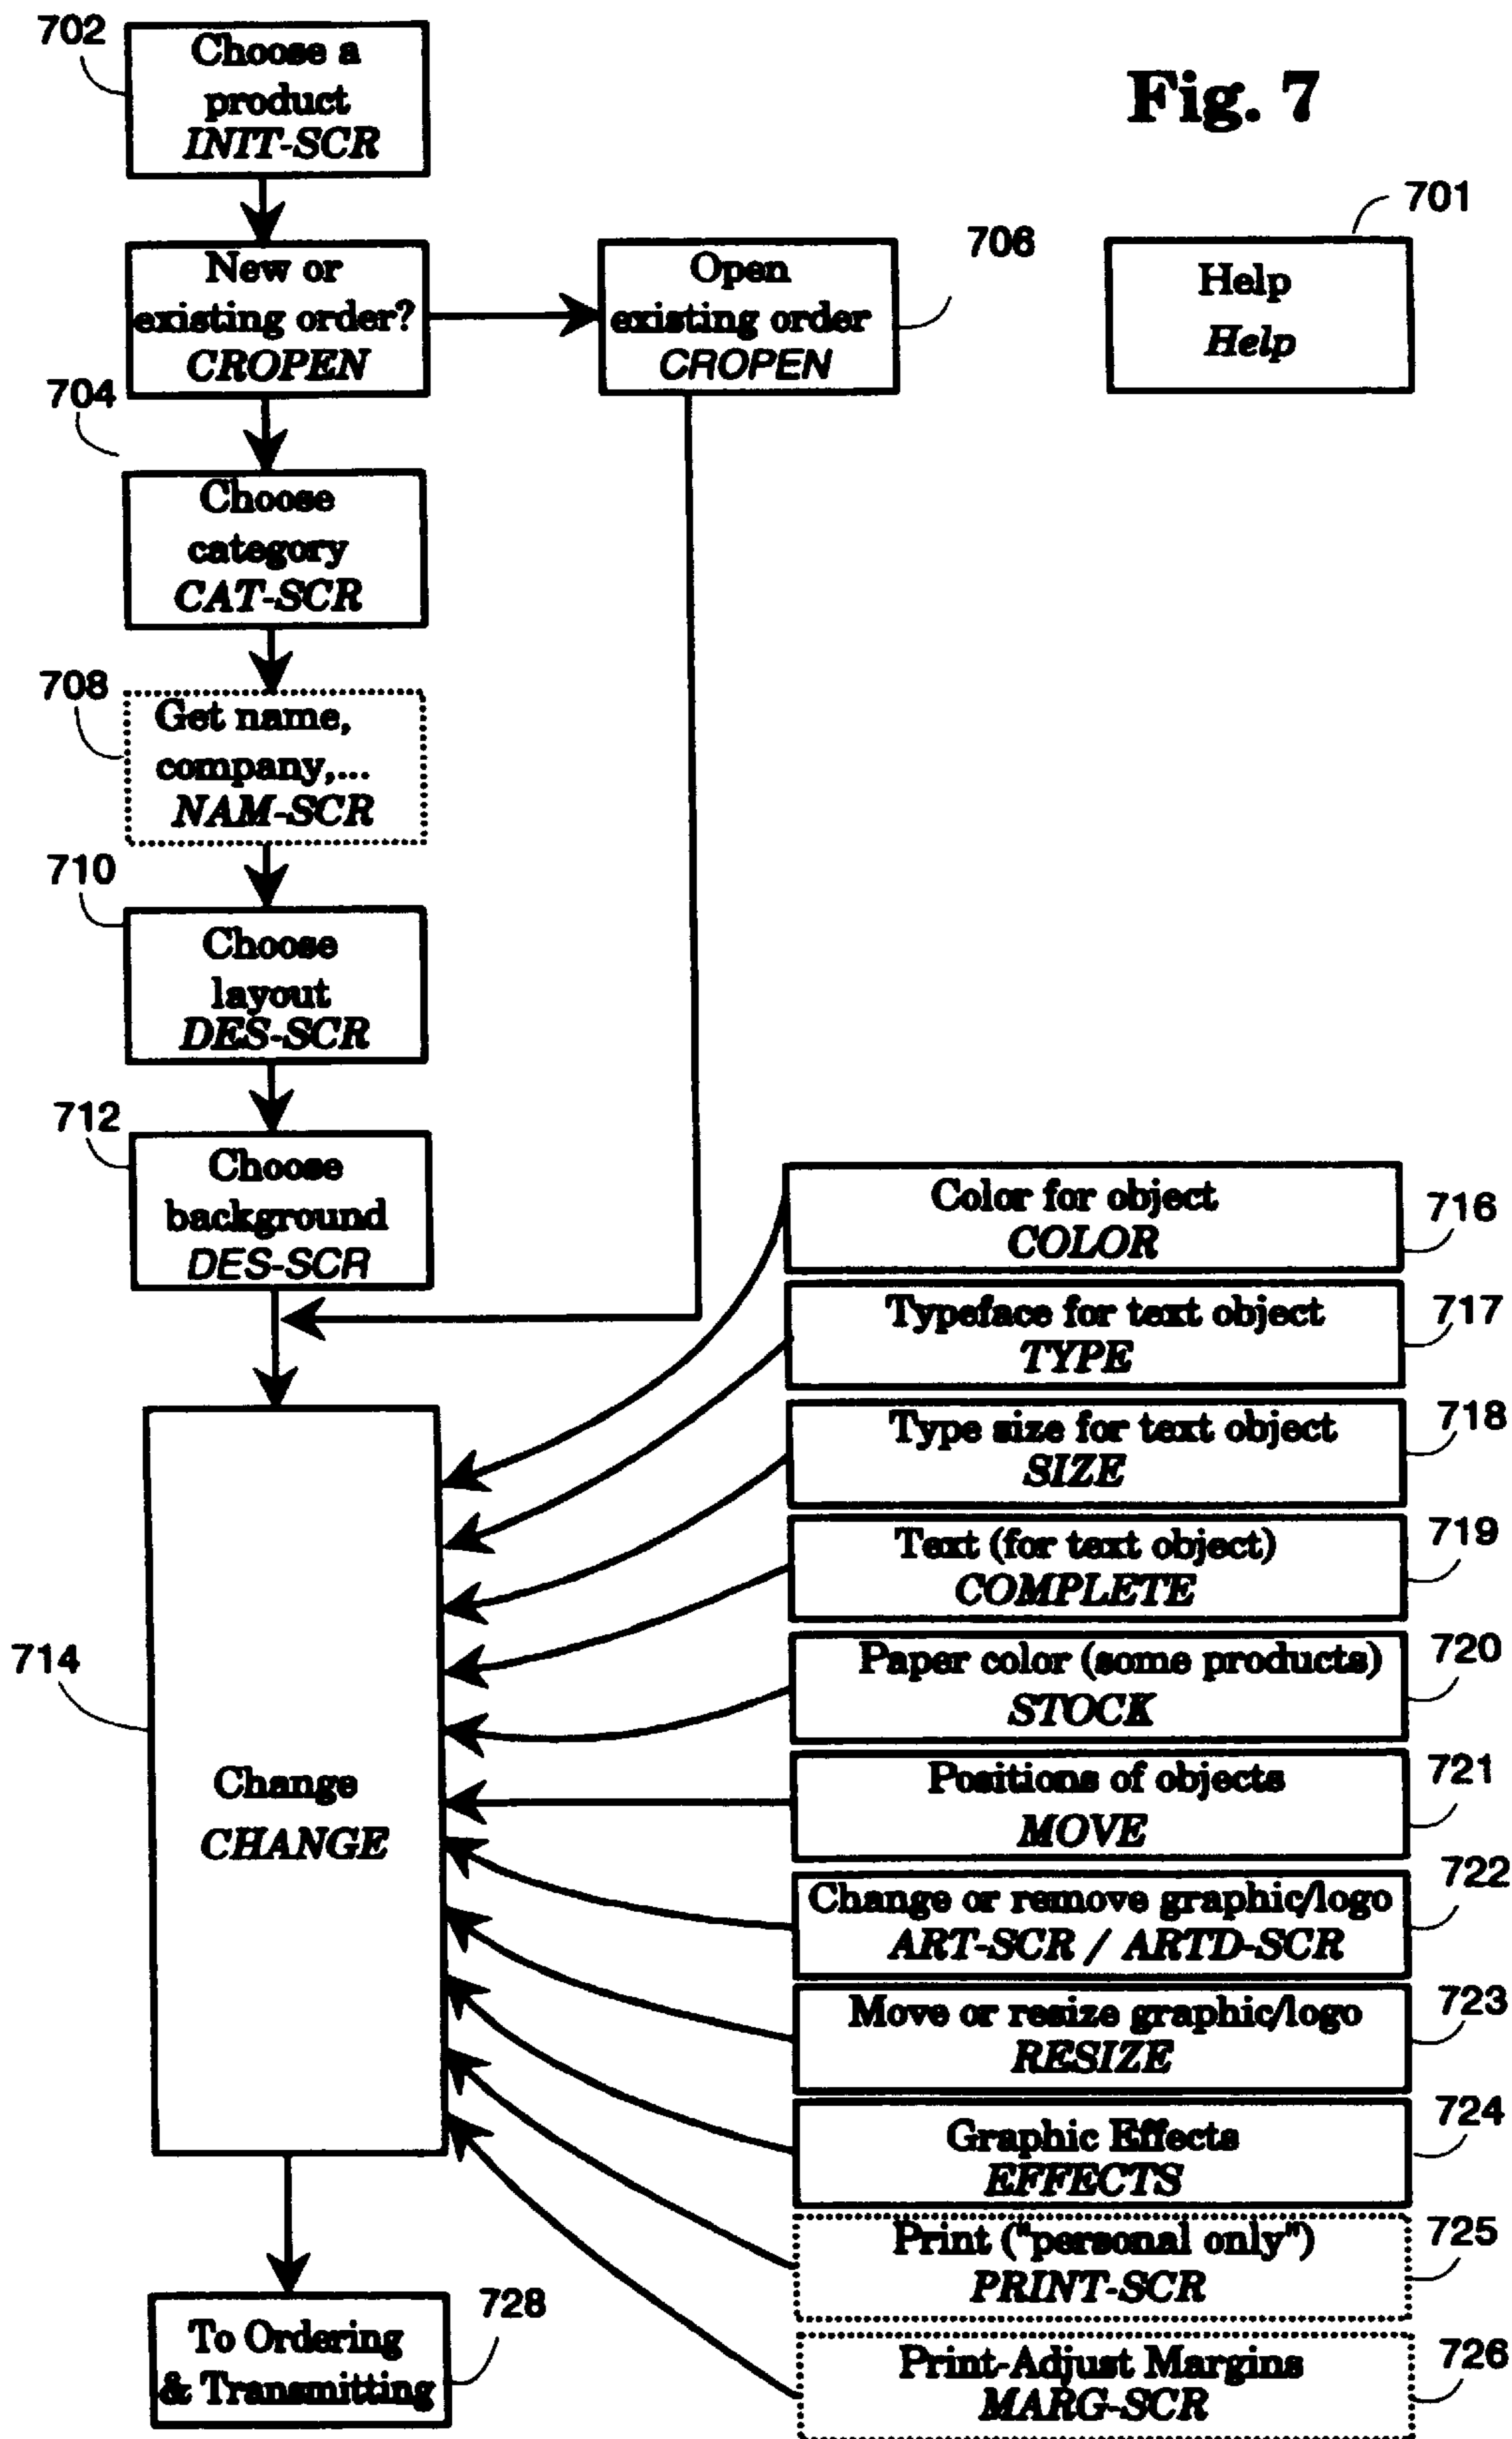 Fig. 7
702
Choose a
product
INIT-SCR
701
Help
Help
New or
existing order?
CROPEN
706
Open
existing order
CROPEN
704
Choose
category
CAT-SCR
708
Get name,
company,...
NAM-SCR
710
Choose
layout
DES-SCR
712
Choose
background
DES-SCR
714
Change
CHANGE
Color for object
COLOR
716
Typeface for text object
TYPE
717
Type size for text object
SIZE
718
Text (for text object)
COMPLETE
719
Paper color (some products)
STOCK
720
Positions of objects
MOVE
721
Change or remove graphic/logo
ART-SCR / ARTD-SCR
722
Move or resize graphic/logo
RESIZE
723
Graphic Effects
EFFECTS
724
Print ("personal only")
PRINT-SCR
725
Print-Adjust Margins
MARG-SCR
726
To Ordering
& Transmitting
728